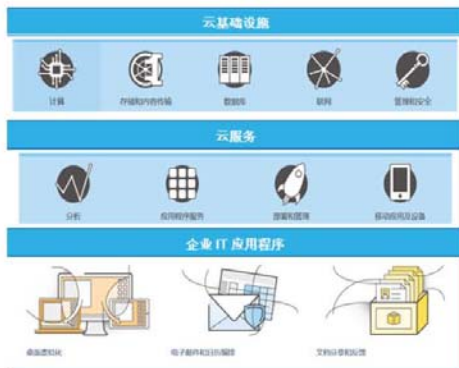 云基础设施
计算 存储和内容传输 数据库 联网 管理和安全
云服务
分析 应用程序服务 部署和管理 移动应用及设备
企业 IT 应用程序
桌面虚拟化 电子邮件和日历编排 文档分享和反馈